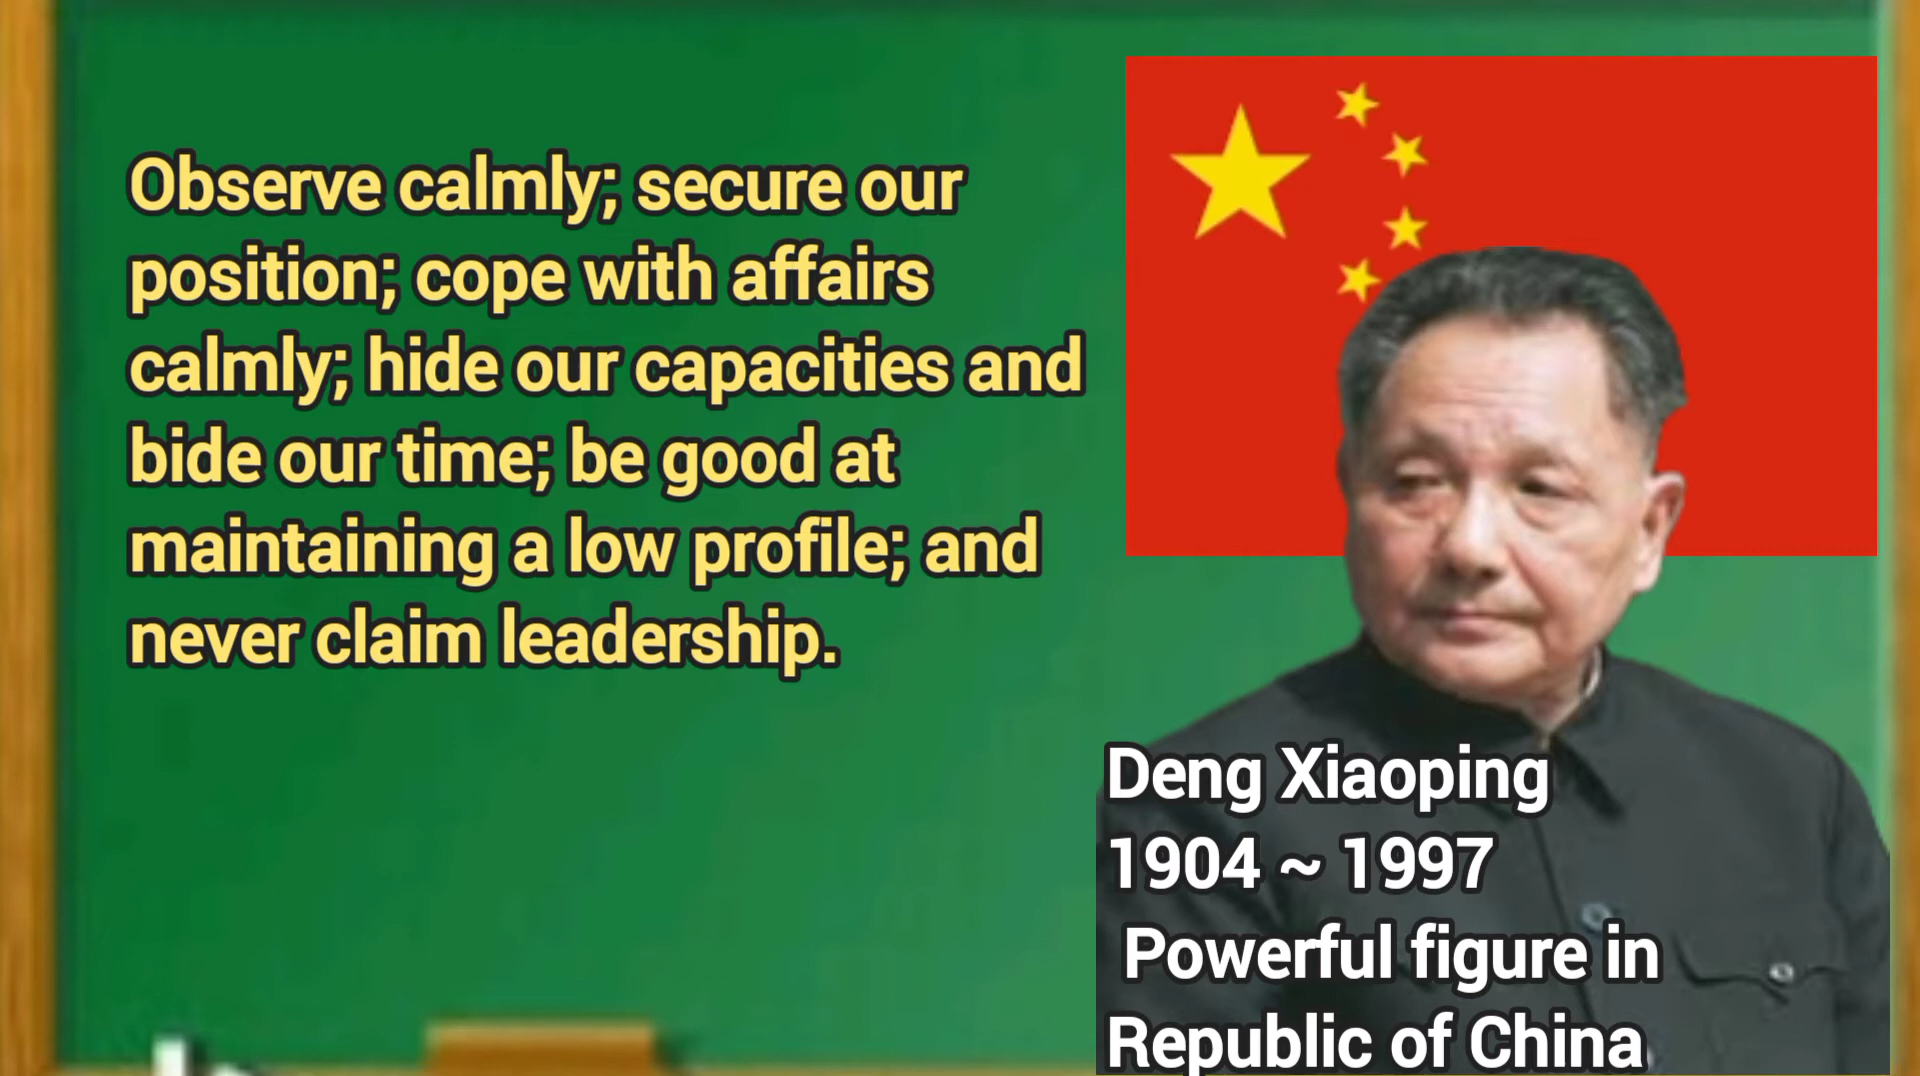 Observe calmly; secure our
position; cope with affairs
calmly; hide our capacities and
bide our time; be good at
maintaining a low profile; and
never claim leadership.
Deng Xiaoping
1904 ~ 1997
Powerful figure in
Republic of China